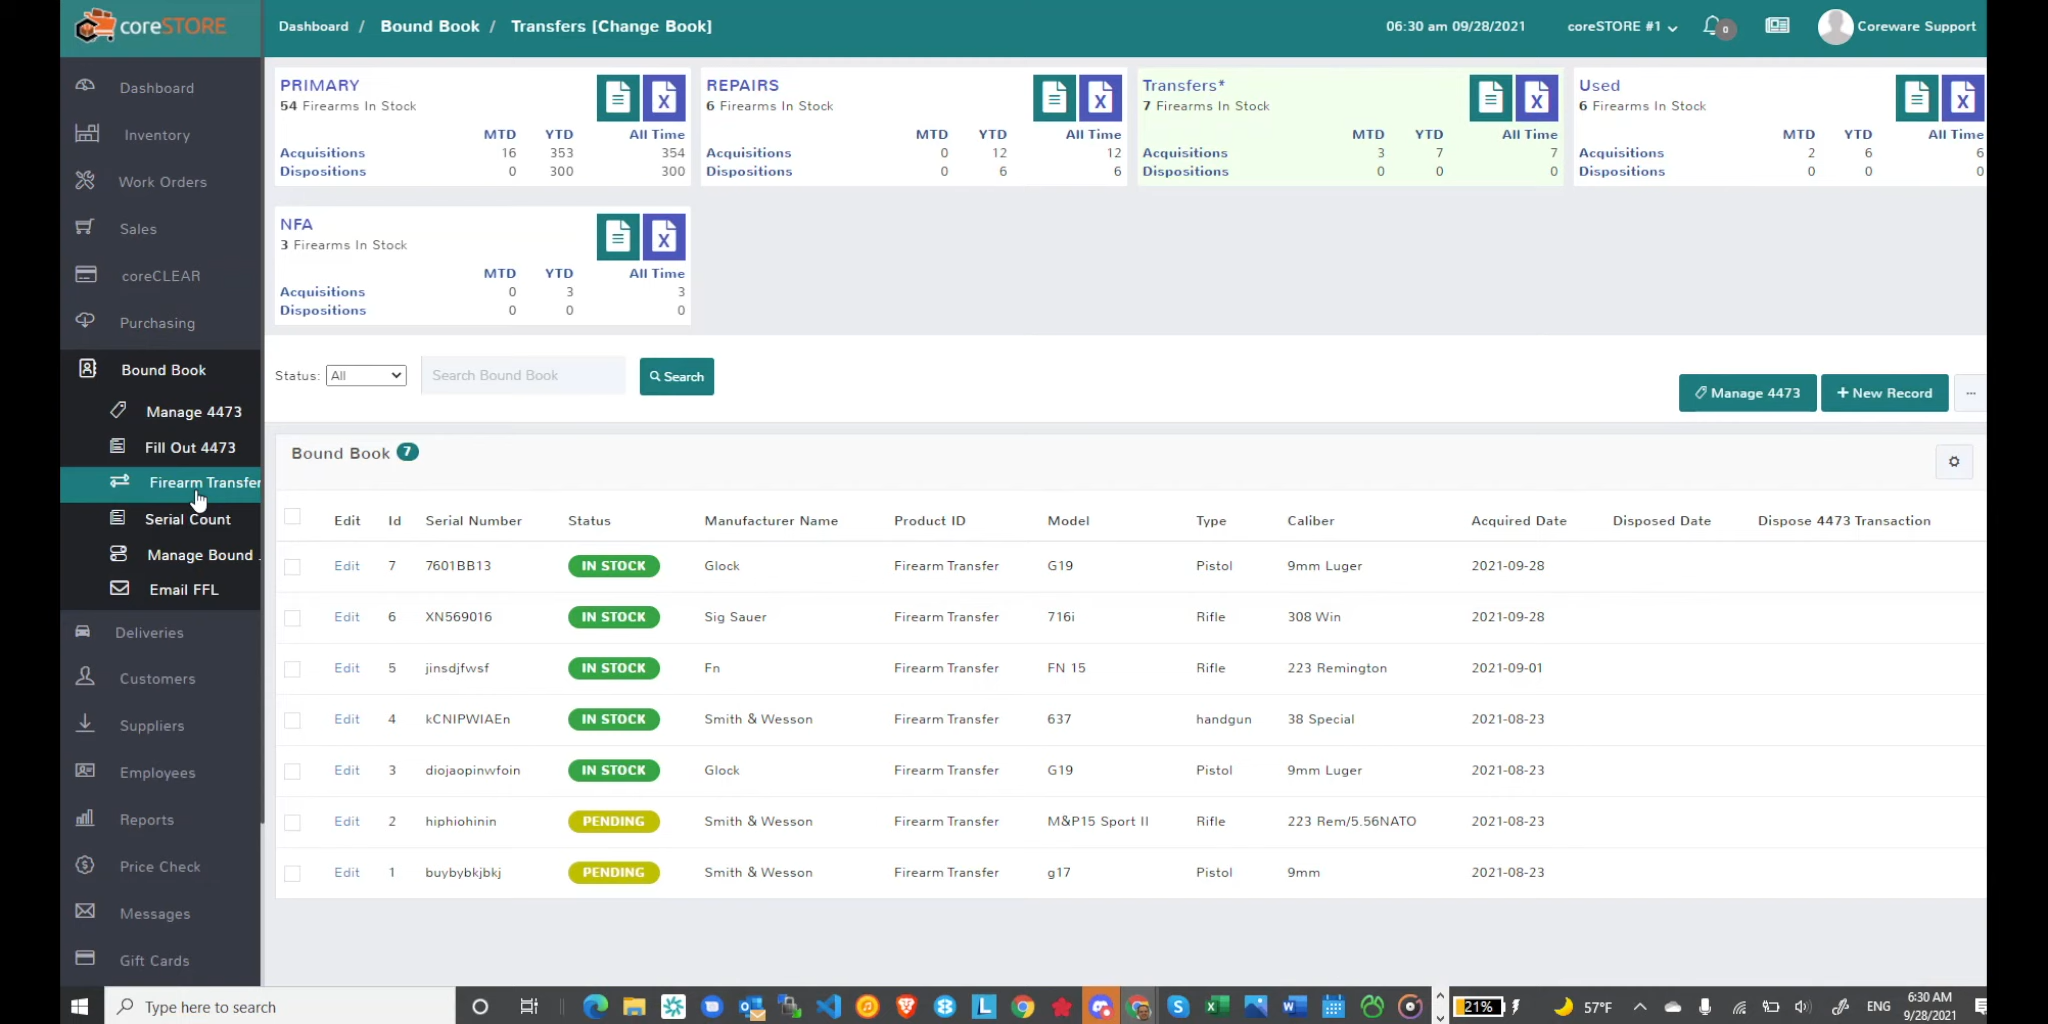 coreSTORE
Dashboard / Bound Book / Transfers [Change Book]
06:30 am 09/28/2021
coreSTORE #1
0
Coreware Support
Dashboard
Inventory
Work Orders
Sales
coreCLEAR
Purchasing
Bound Book
Manage 4473
Fill Out 4473
Firearm Transfer
Serial Count
Manage Bound
Email FFL
Deliveries
Customers
Suppliers
Employees
Reports
Price Check
Messages
Gift Cards
PRIMARY
54 Firearms In Stock
MTD YTD All Time
Acquisitions 16 353 354
Dispositions 0 300 300
REPAIRS
6 Firearms In Stock
MTD YTD All Time
Acquisitions 0 12 12
Dispositions 0 6 6
Transfers*
7 Firearms In Stock
MTD YTD All Time
Acquisitions 3 7 7
Dispositions 0 0 0
Used
6 Firearms In Stock
MTD YTD All Time
Acquisitions 2 6 6
Dispositions 0 0 0
NFA
3 Firearms In Stock
MTD YTD All Time
Acquisitions 0 3 3
Dispositions 0 0 0
Status: All Search Bound Book Search
Manage 4473 + New Record ...
Bound Book 7
Edit Id Serial Number Status Manufacturer Name Product ID Model Type Caliber Acquired Date Disposed Date Dispose 4473 Transaction
Edit 7 7601BB13 IN STOCK Glock Firearm Transfer G19 Pistol 9mm Luger 2021-09-28
Edit 6 XN569016 IN STOCK Sig Sauer Firearm Transfer 716i Rifle 308 Win 2021-09-28
Edit 5 jinsdjfwsf IN STOCK Fn Firearm Transfer FN 15 Rifle 223 Remington 2021-09-01
Edit 4 kCNIPWIAEn IN STOCK Smith & Wesson Firearm Transfer 637 handgun 38 Special 2021-08-23
Edit 3 diojaopinwfoin IN STOCK Glock Firearm Transfer G19 Pistol 9mm Luger 2021-08-23
Edit 2 hiphiohinin PENDING Smith & Wesson Firearm Transfer M&P15 Sport II Rifle 223 Rem/5.56NATO 2021-08-23
Edit 1 buybybkjbkj PENDING Smith & Wesson Firearm Transfer g17 Pistol 9mm 2021-08-23
Type here to search
21%
57°F
ENG
6:30 AM
9/28/2021